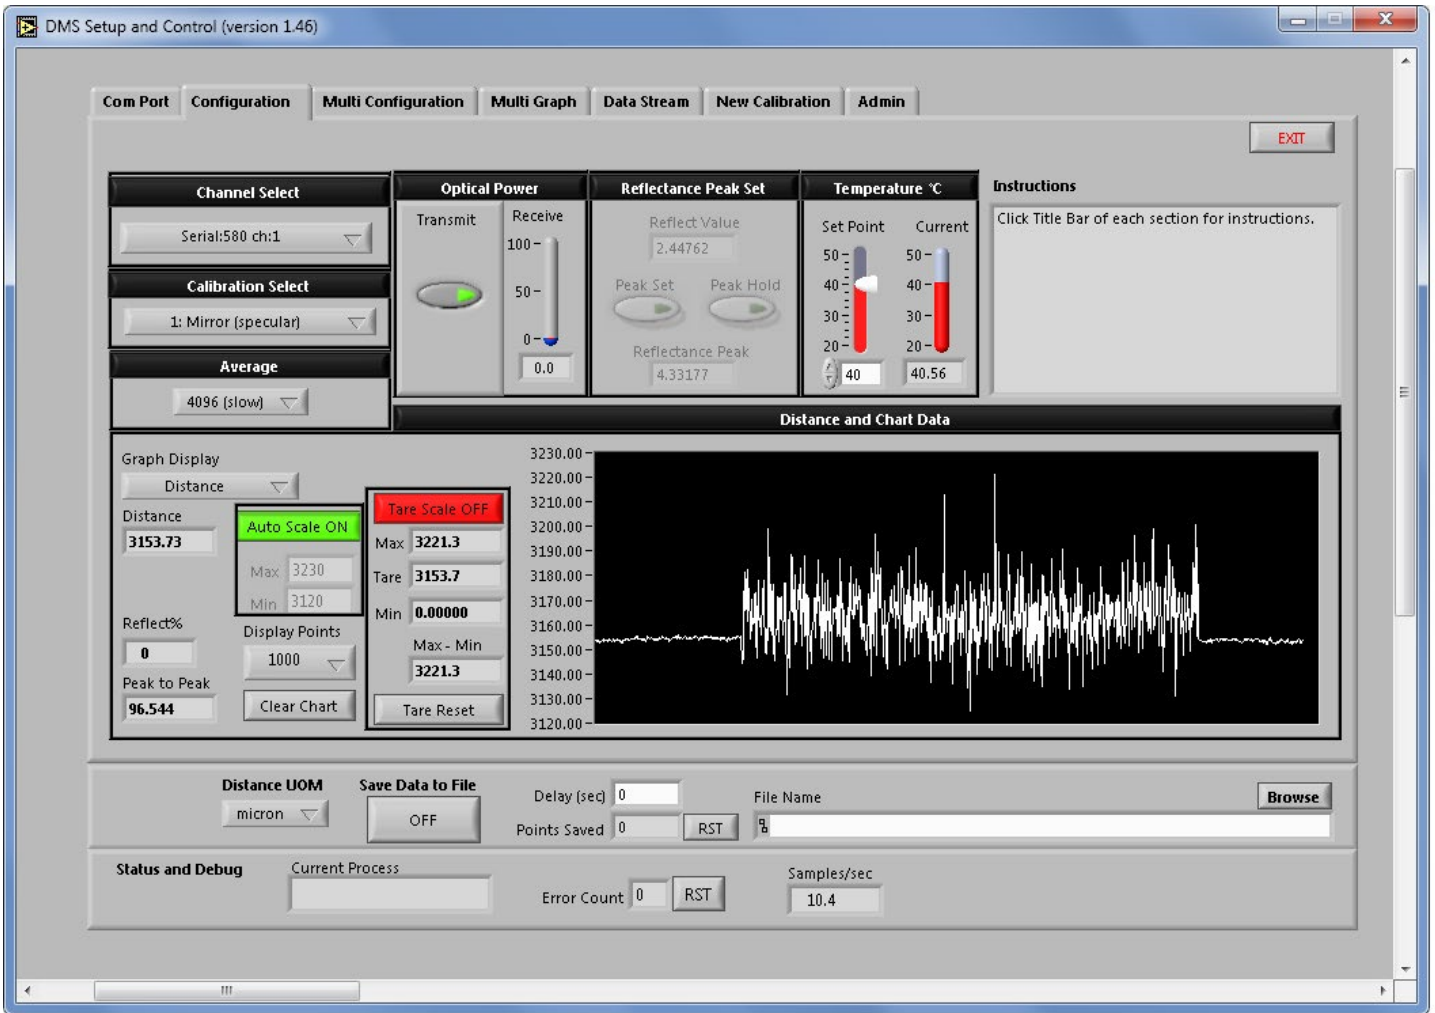 DMS Setup and Control (version 1.46)
Com Port
Configuration
Multi Configuration
Multi Graph
Data Stream
New Calibration
Admin
EXIT
Channel Select
Serial:580 ch:1
Calibration Select
1: Mirror (specular)
Average
4096 (slow)
Optical Power
Transmit
Receive
100
50
0
0.0
Reflectance Peak Set
Reflect Value
2.44762
Peak Set
Peak Hold
Reflectance Peak
4.33177
Temperature °C
Set Point
Current
50
40
30
20
40
50
40
30
20
40.56
Instructions
Click Title Bar of each section for instructions.
Distance and Chart Data
Graph Display
Distance
Distance
3153.73
Reflect%
0
Peak to Peak
96.544
Auto Scale ON
Max 3230
Min 3120
Display Points
1000
Clear Chart
Tare Scale OFF
Max 3221.3
Tare 3153.7
Min 0.00000
Max - Min
3221.3
Tare Reset
3230.00
3220.00
3210.00
3200.00
3190.00
3180.00
3170.00
3160.00
3150.00
3140.00
3130.00
3120.00
Distance UOM
micron
Save Data to File
OFF
Delay (sec) 0
Points Saved 0 RST
File Name
Browse
Status and Debug
Current Process
Error Count 0 RST
Samples/sec
10.4